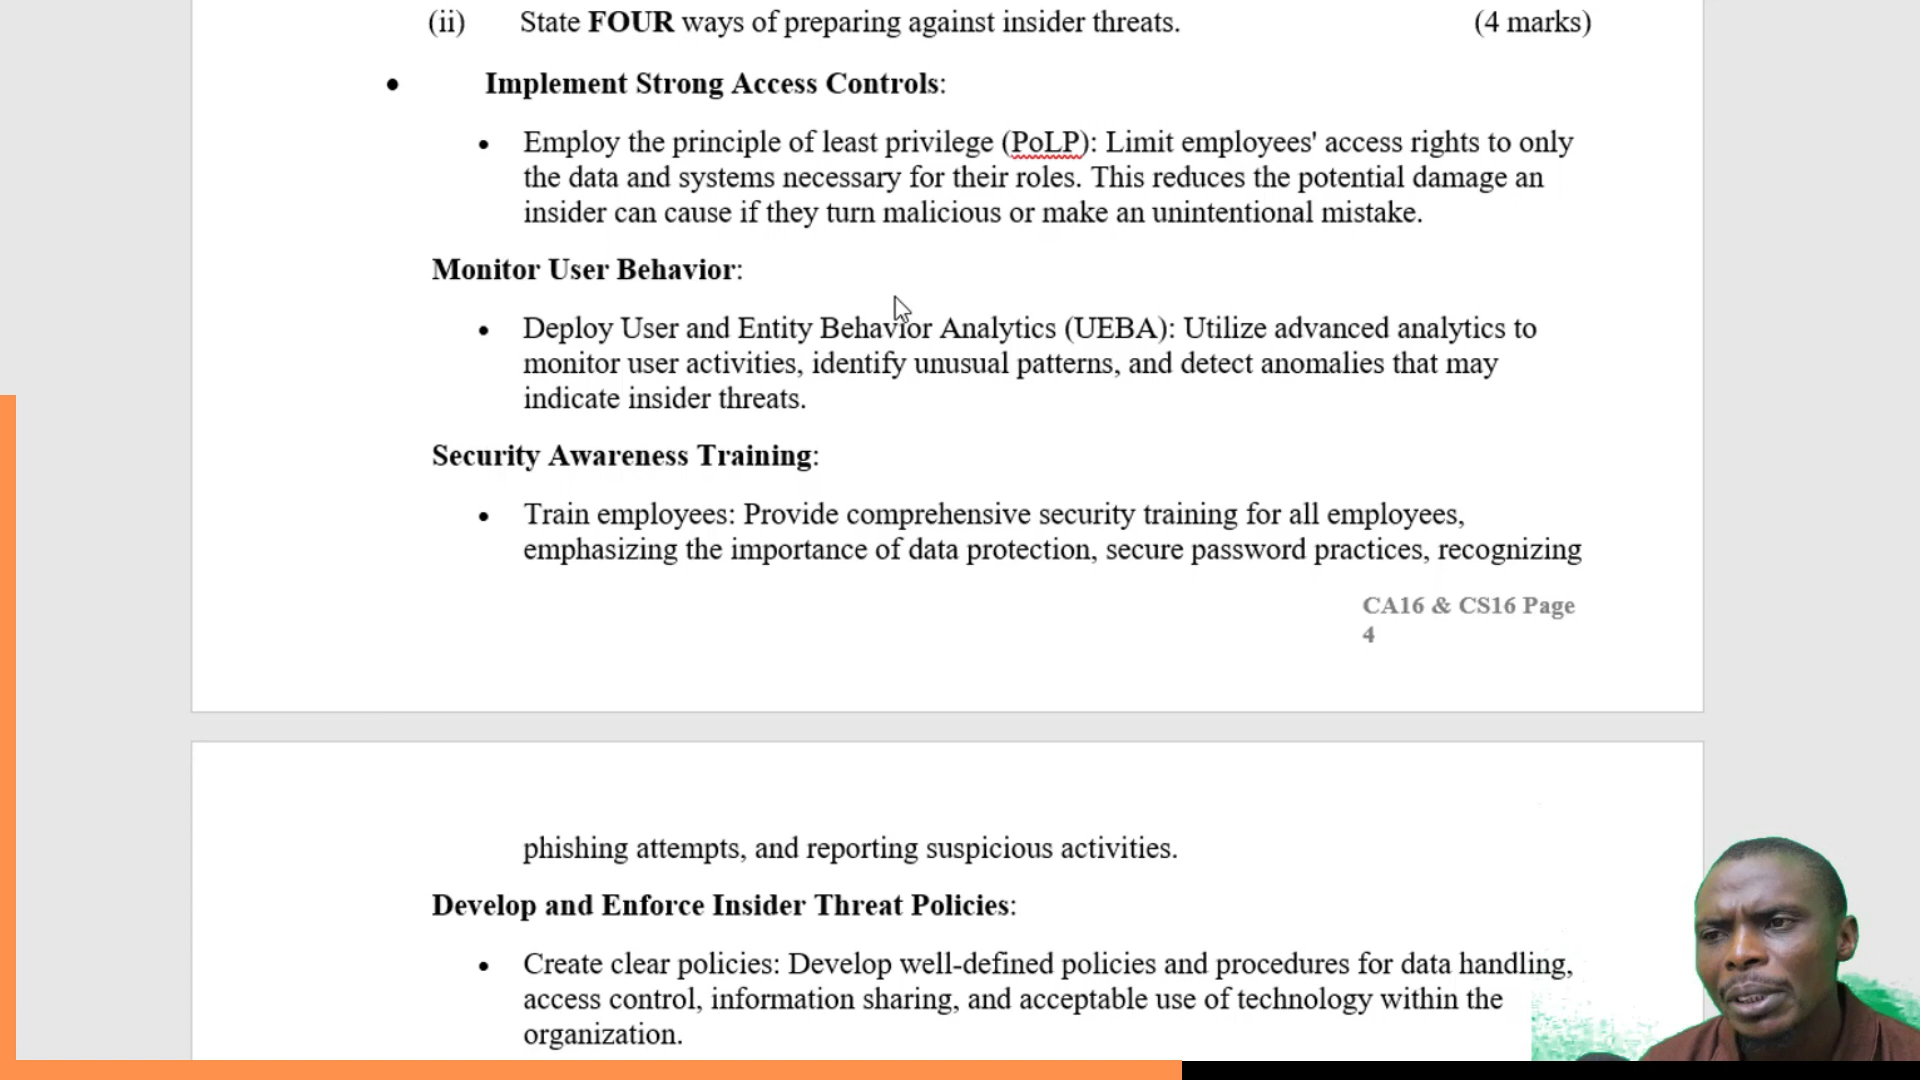 (ii) State FOUR ways of preparing against insider threats. (4 marks)
• Implement Strong Access Controls:
• Employ the principle of least privilege (PoLP): Limit employees' access rights to only
the data and systems necessary for their roles. This reduces the potential damage an
insider can cause if they turn malicious or make an unintentional mistake.
Monitor User Behavior:
• Deploy User and Entity Behavior Analytics (UEBA): Utilize advanced analytics to
monitor user activities, identify unusual patterns, and detect anomalies that may
indicate insider threats.
Security Awareness Training:
• Train employees: Provide comprehensive security training for all employees,
emphasizing the importance of data protection, secure password practices, recognizing
CA16 & CS16 Page
4
phishing attempts, and reporting suspicious activities.
Develop and Enforce Insider Threat Policies:
• Create clear policies: Develop well-defined policies and procedures for data handling,
access control, information sharing, and acceptable use of technology within the
organization.